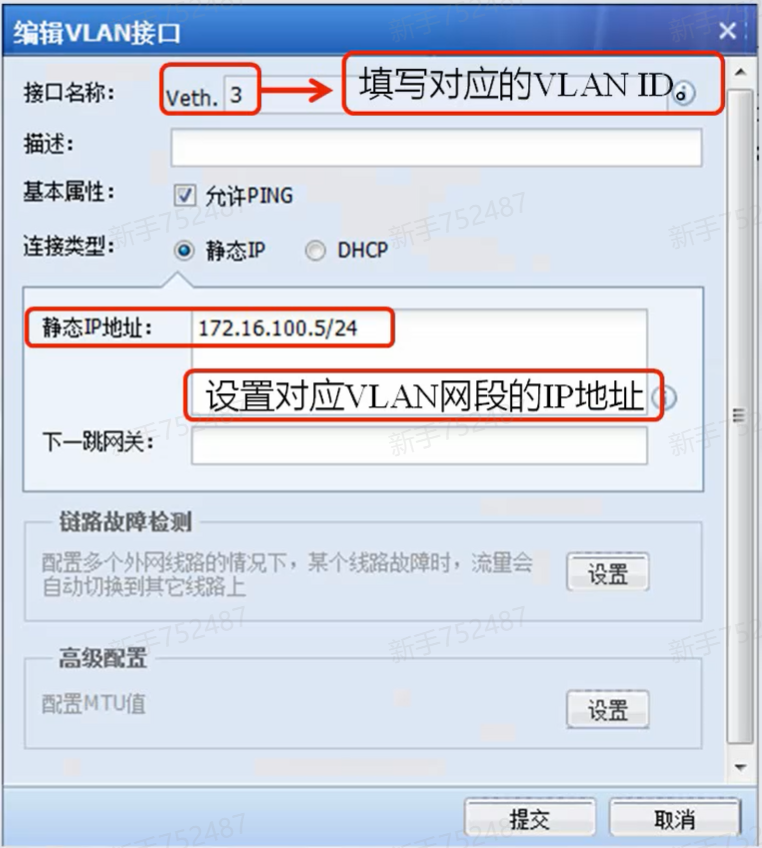 编辑VLAN接口
接口名称： Veth. 3 填写对应的VLAN ID。
描述：
基本属性： 允许PING
连接类型： 静态IP DHCP
静态IP地址： 172.16.100.5/24
设置对应VLAN网段的IP地址
下一跳网关：
链路故障检测
配置多个外网线路的情况下，某个线路故障时，流量会
自动切换到其它线路上
设置
高级配置
配置MTU值
设置
提交 取消
新手752487